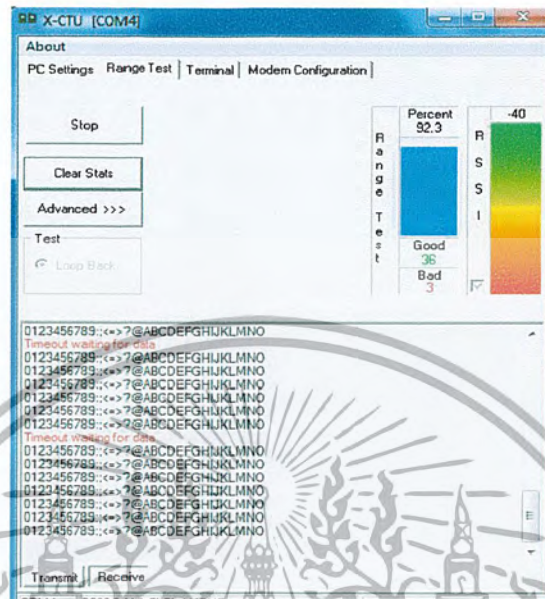 X-CTU [COM4]
About
PC Settings Range Test Terminal Modem Configuration
Stop
Clear Stats
Advanced >>>
Test
Loop Back
Range Test
Percent
92.3
Good
36
Bad
3
RSSI
-40
0123456789:;<=>?@ABCDEFGHIJKLMNO
Timeout waiting for data
0123456789:;<=>?@ABCDEFGHIJKLMNO
0123456789:;<=>?@ABCDEFGHIJKLMNO
0123456789:;<=>?@ABCDEFGHIJKLMNO
0123456789:;<=>?@ABCDEFGHIJKLMNO
0123456789:;<=>?@ABCDEFGHIJKLMNO
0123456789:;<=>?@ABCDEFGHIJKLMNO
Timeout waiting for data
0123456789:;<=>?@ABCDEFGHIJKLMNO
0123456789:;<=>?@ABCDEFGHIJKLMNO
0123456789:;<=>?@ABCDEFGHIJKLMNO
0123456789:;<=>?@ABCDEFGHIJKLMNO
0123456789:;<=>?@ABCDEFGHIJKLMNO
0123456789:;<=>?@ABCDEFGHIJKLMNO
0123456789:;<=>?@ABCDEFGHIJKLMNO
Transmit Receive